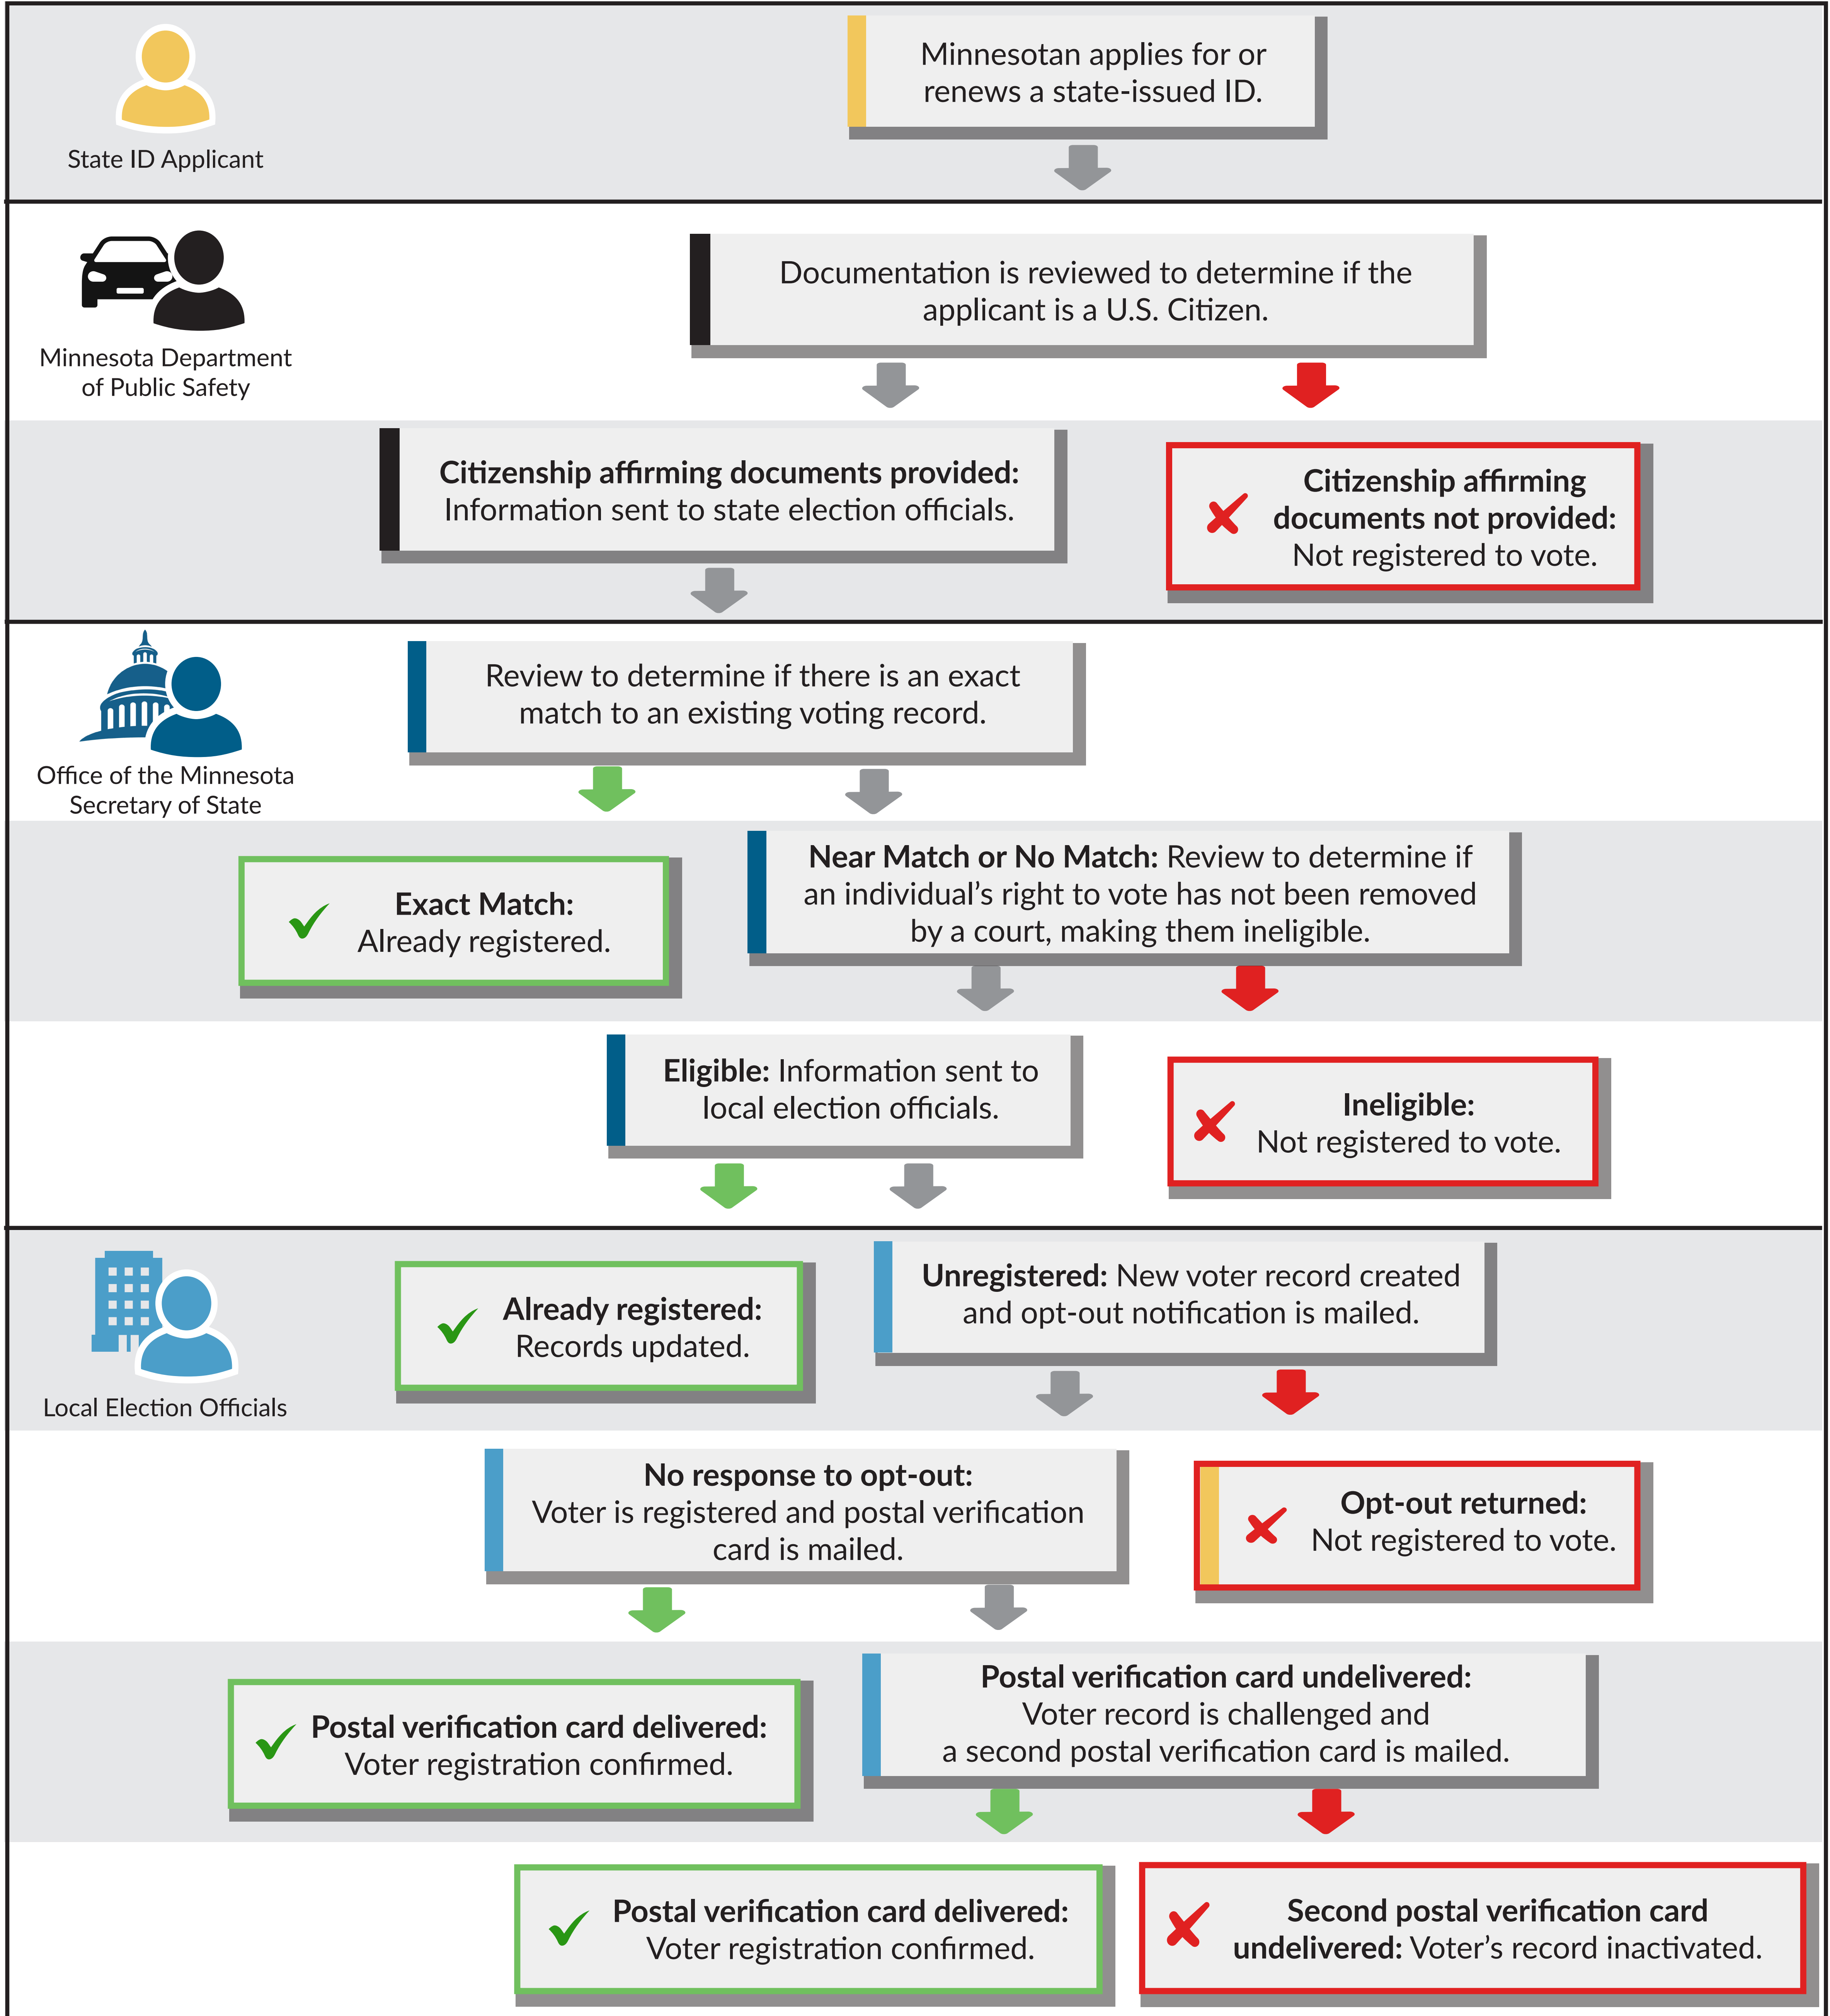 Minnesotan applies for or
renews a state-issued ID.
State ID Applicant
Documentation is reviewed to determine if the
applicant is a U.S. Citizen.
Minnesota Department
of Public Safety
Citizenship affirming documents provided:
Information sent to state election officials.
Citizenship affirming
documents not provided:
Not registered to vote.
Review to determine if there is an exact
match to an existing voting record.
Office of the Minnesota
Secretary of State
Exact Match:
Already registered.
Near Match or No Match: Review to determine if
an individual’s right to vote has not been removed
by a court, making them ineligible.
Eligible: Information sent to
local election officials.
Ineligible:
Not registered to vote.
Local Election Officials
Already registered:
Records updated.
Unregistered: New voter record created
and opt-out notification is mailed.
No response to opt-out:
Voter is registered and postal verification
card is mailed.
Opt-out returned:
Not registered to vote.
Postal verification card delivered:
Voter registration confirmed.
Postal verification card undelivered:
Voter record is challenged and
a second postal verification card is mailed.
Postal verification card delivered:
Voter registration confirmed.
Second postal verification card
undelivered: Voter’s record inactivated.